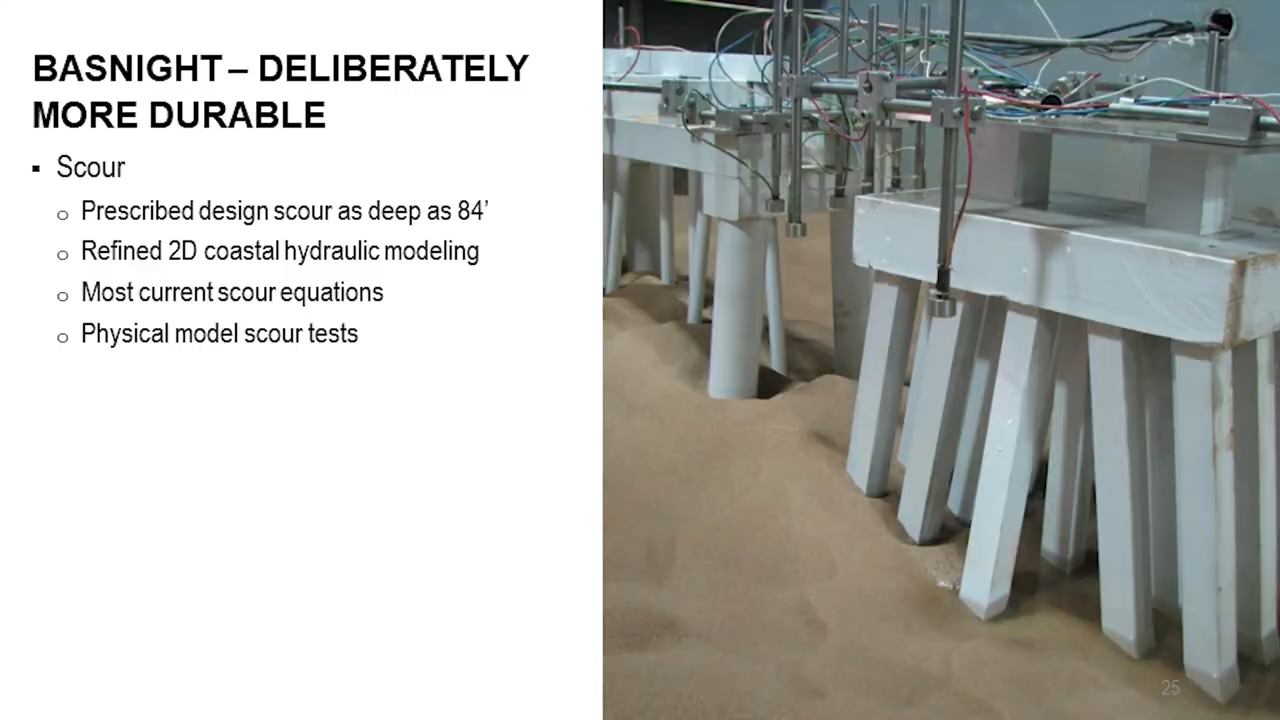 BASNIGHT – DELIBERATELY
MORE DURABLE
▪ Scour
o Prescribed design scour as deep as 84’
o Refined 2D coastal hydraulic modeling
o Most current scour equations
o Physical model scour tests
25